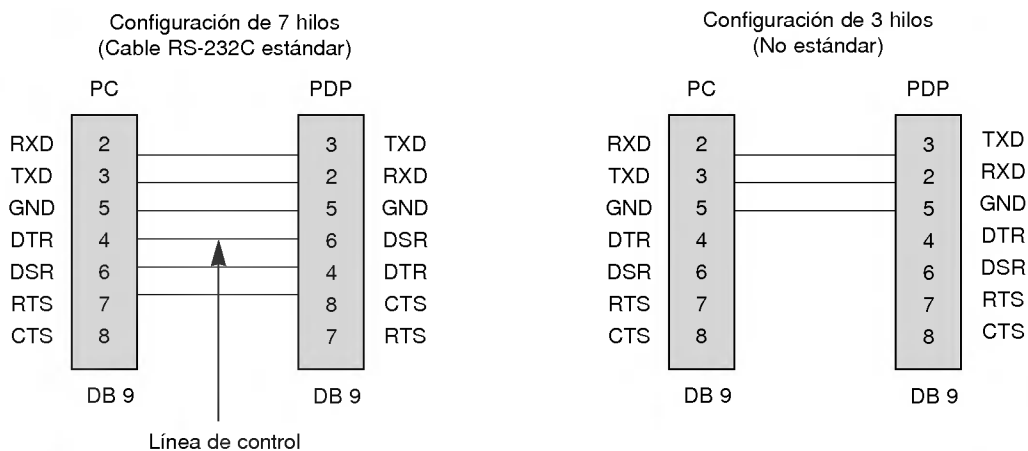 Configuración de 7 hilos
(Cable RS-232C estándar)
PC PDP
RXD 2 3 TXD
TXD 3 2 RXD
GND 5 5 GND
DTR 4 6 DSR
DSR 6 4 DTR
RTS 7 8 CTS
CTS 8 7 RTS
DB 9 DB 9
Línea de control
Configuración de 3 hilos
(No estándar)
PC PDP
RXD 2 3 TXD
TXD 3 2 RXD
GND 5 5 GND
DTR 4 4 DTR
DSR 6 6 DSR
RTS 7 7 RTS
CTS 8 8 CTS
DB 9 DB 9